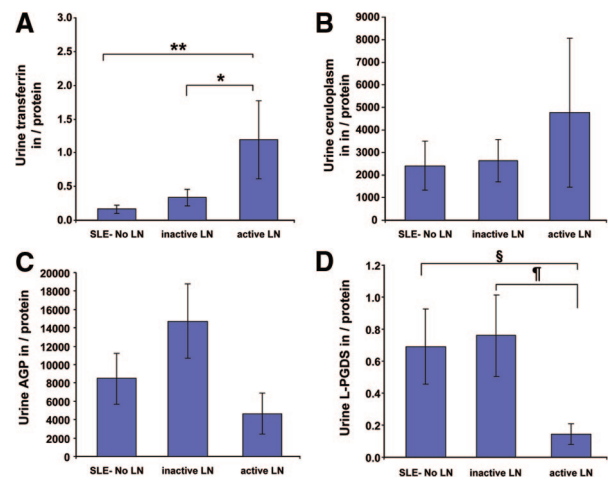 A
Urine transferrin
in / protein
3.0
2.5
2.0
1.5
1.0
0.5
0.0
**
*
SLE- No LN
inactive LN
active LN
B
Urine ceruloplasm
in in / protein
9000
8000
7000
6000
5000
4000
3000
2000
1000
0
SLE- No LN
inactive LN
active LN
C
Urine AGP in / protein
20000
18000
16000
14000
12000
10000
8000
6000
4000
2000
0
SLE- No LN
inactive LN
active LN
D
Urine L-PGDS in / protein
1.2
1.0
0.8
0.6
0.4
0.2
0.0
§
¶
SLE- No LN
inactive LN
active LN